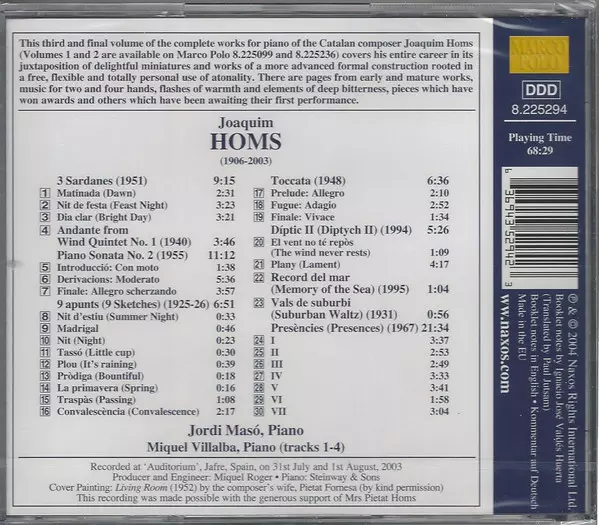 This third and final volume of the complete works for piano of the Catalan composer Joaquim Homs
(Volumes 1 and 2 are available on Marco Polo 8.225099 and 8.225236) covers his entire career in its
juxtaposition of delightful miniatures and works of a more advanced formal construction rooted in
a free, flexible and totally personal use of atonality. There are pages from early and mature works,
music for two and four hands, flashes of warmth and elements of deep bitterness, pieces which have
won awards and others which have been awaiting their first performance.
MARCO
POLO
DDD
8.225294
Playing Time
68:29
Joaquim
HOMS
(1906-2003)
3 Sardanes (1951) 9:15
1 Matinada (Dawn) 2:31
2 Nit de festa (Feast Night) 3:23
3 Dia clar (Bright Day) 3:21
4 Andante from
Wind Quintet No. 1 (1940) 3:46
Piano Sonata No. 2 (1955) 11:12
5 Introducció: Con moto 1:38
6 Derivacions: Moderato 5:36
7 Finale: Allegro scherzando 3:57
9 apunts (9 Sketches) (1925-26) 6:51
8 Nit d'estiu (Summer Night) 0:33
9 Madrigal 0:46
10 Nit (Night) 0:23
11 Tassó (Little cup) 0:30
12 Plou (It's raining) 0:39
13 Pròdiga (Bountiful) 0:18
14 La primavera (Spring) 0:16
15 Traspàs (Passing) 1:08
16 Convalescència (Convalescence) 2:17
Toccata (1948) 6:36
17 Prelude: Allegro 2:10
18 Fugue: Adagio 2:52
19 Finale: Vivace 1:34
Díptic II (Diptych II) (1994) 5:26
20 El vent no té repòs
(The wind never rests) 1:09
21 Plany (Lament) 4:17
22 Record del mar
(Memory of the Sea) (1995) 1:04
23 Vals de suburbi
(Suburban Waltz) (1931) 0:56
Presències (Presences) (1967) 21:34
24 I 3:37
25 II 2:53
26 III 2:49
27 IV 3:33
28 V 3:41
29 VI 1:58
30 VII 3:04
Jordi Masó, Piano
Miquel Villalba, Piano (tracks 1-4)
Recorded at 'Auditorium', Jafre, Spain, on 31st July and 1st August, 2003
Producer and Engineer: Miquel Roger • Piano: Steinway & Sons
Cover Painting: Living Room (1952) by the composer's wife, Pietat Fornesa (by kind permission)
This recording was made possible with the generous support of Mrs Pietat Homs
www.naxos.com
℗ & © 2004 Naxos Rights International Ltd.
Booklet notes by Ignacio José Valdés Huerta
(Translated by Paul Jutsam)
Booklet notes in English • Kommentar auf Deutsch
Made in the EU